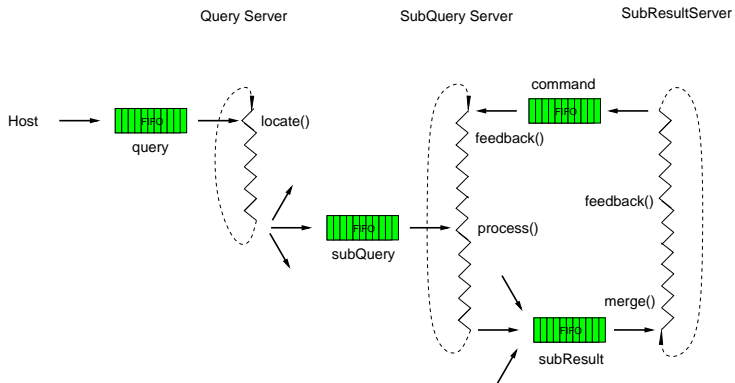 Query Server
SubQuery Server
SubResultServer
command
Host
FIFO
query
locate()
FIFO
feedback()
feedback()
FIFO
subQuery
process()
merge()
FIFO
subResult